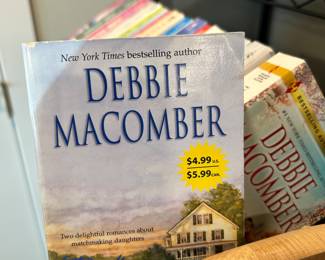 New York Times bestselling author
DEBBIE
MACOMBER
$4.99 U.S.
$5.99 CAN.
Two delightful romances about
matchmaking daughters
DEBBIE
MACOMBER